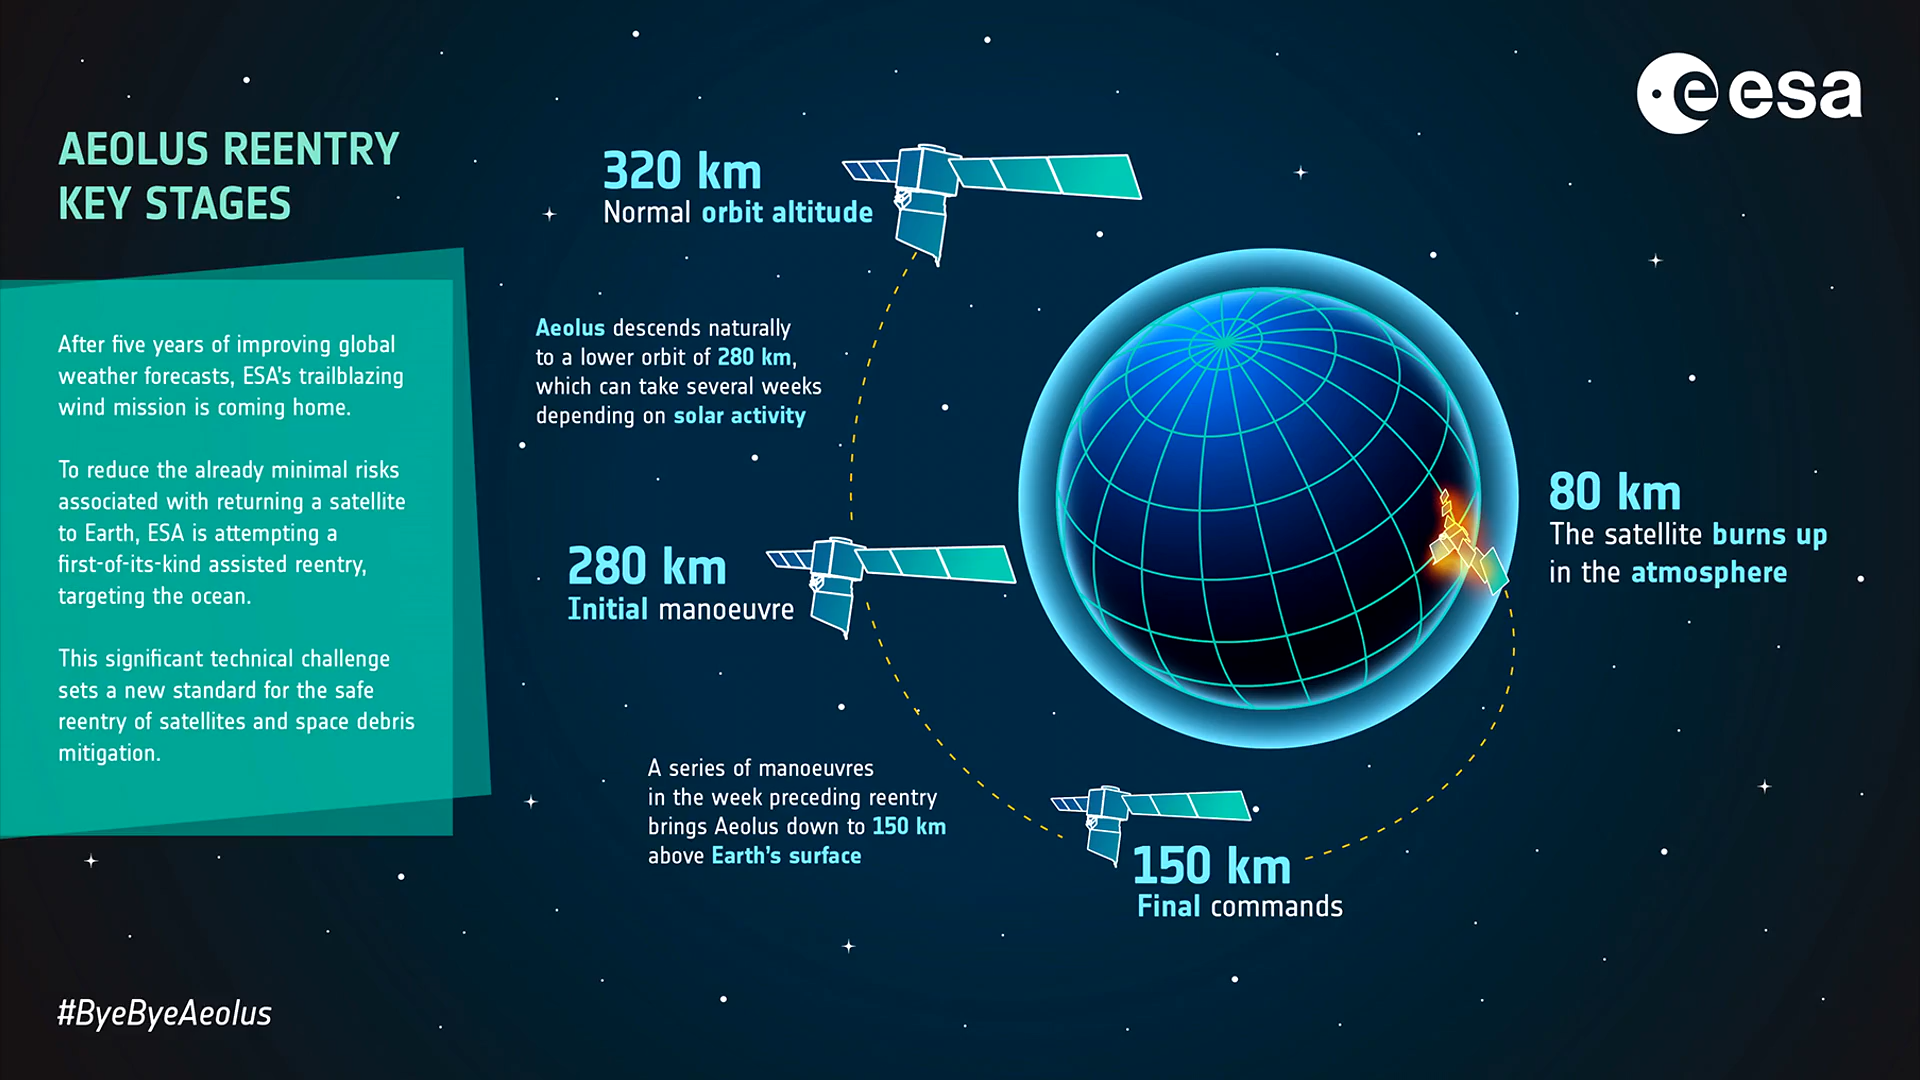 esa
AEOLUS REENTRY
KEY STAGES
After five years of improving global
weather forecasts, ESA's trailblazing
wind mission is coming home.
To reduce the already minimal risks
associated with returning a satellite
to Earth, ESA is attempting a
first-of-its-kind assisted reentry,
targeting the ocean.
This significant technical challenge
sets a new standard for the safe
reentry of satellites and space debris
mitigation.
#ByeByeAeolus
320 km
Normal orbit altitude
Aeolus descends naturally
to a lower orbit of 280 km,
which can take several weeks
depending on solar activity
280 km
Initial manoeuvre
A series of manoeuvres
in the week preceding reentry
brings Aeolus down to 150 km
above Earth's surface
150 km
Final commands
80 km
The satellite burns up
in the atmosphere